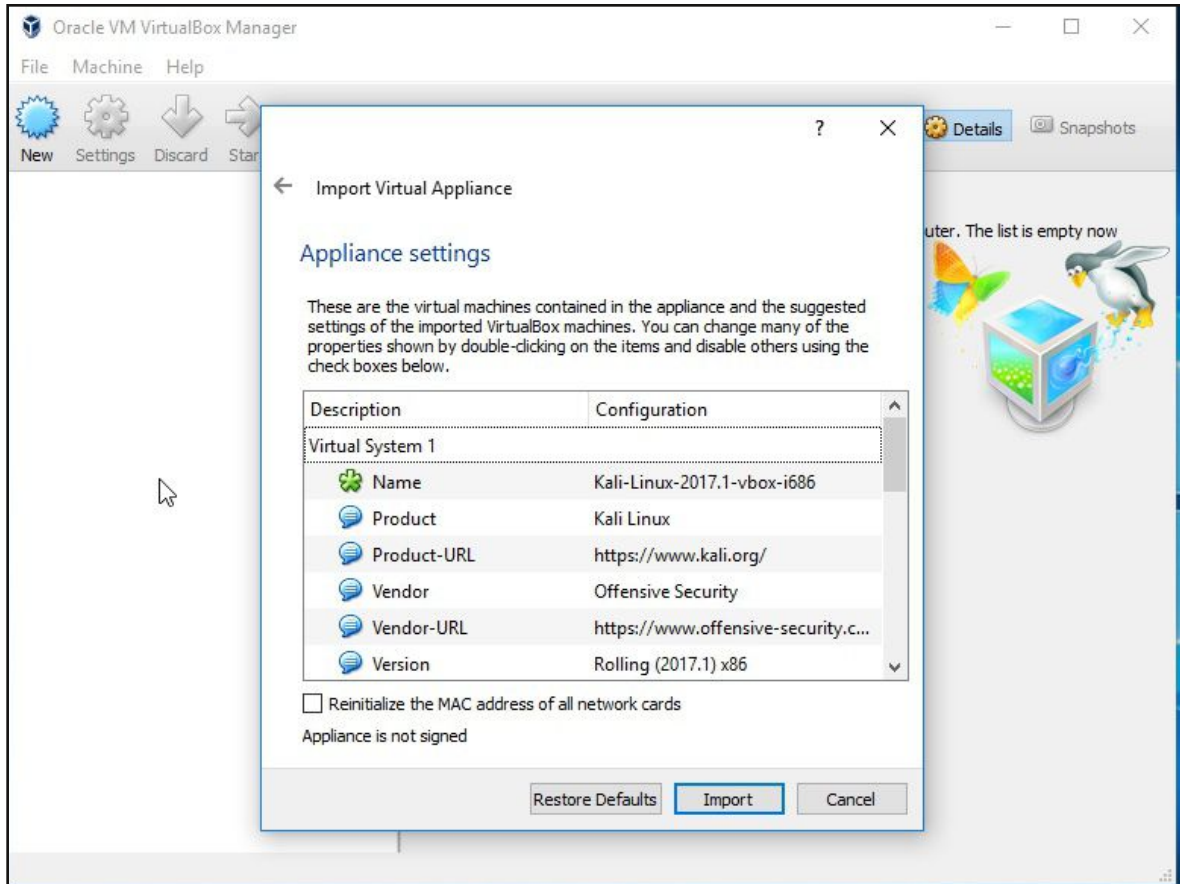 Oracle VM VirtualBox Manager
File Machine Help
New Settings Discard Star
Details Snapshots
? 
Import Virtual Appliance
uter. The list is empty now
Appliance settings
These are the virtual machines contained in the appliance and the suggested
settings of the imported VirtualBox machines. You can change many of the
properties shown by double-clicking on the items and disable others using the
check boxes below.
Description Configuration
Virtual System 1
Name Kali-Linux-2017.1-vbox-i686
Product Kali Linux
Product-URL https://www.kali.org/
Vendor Offensive Security
Vendor-URL https://www.offensive-security.c...
Version Rolling (2017.1) x86
Reinitialize the MAC address of all network cards
Appliance is not signed
Restore Defaults Import Cancel